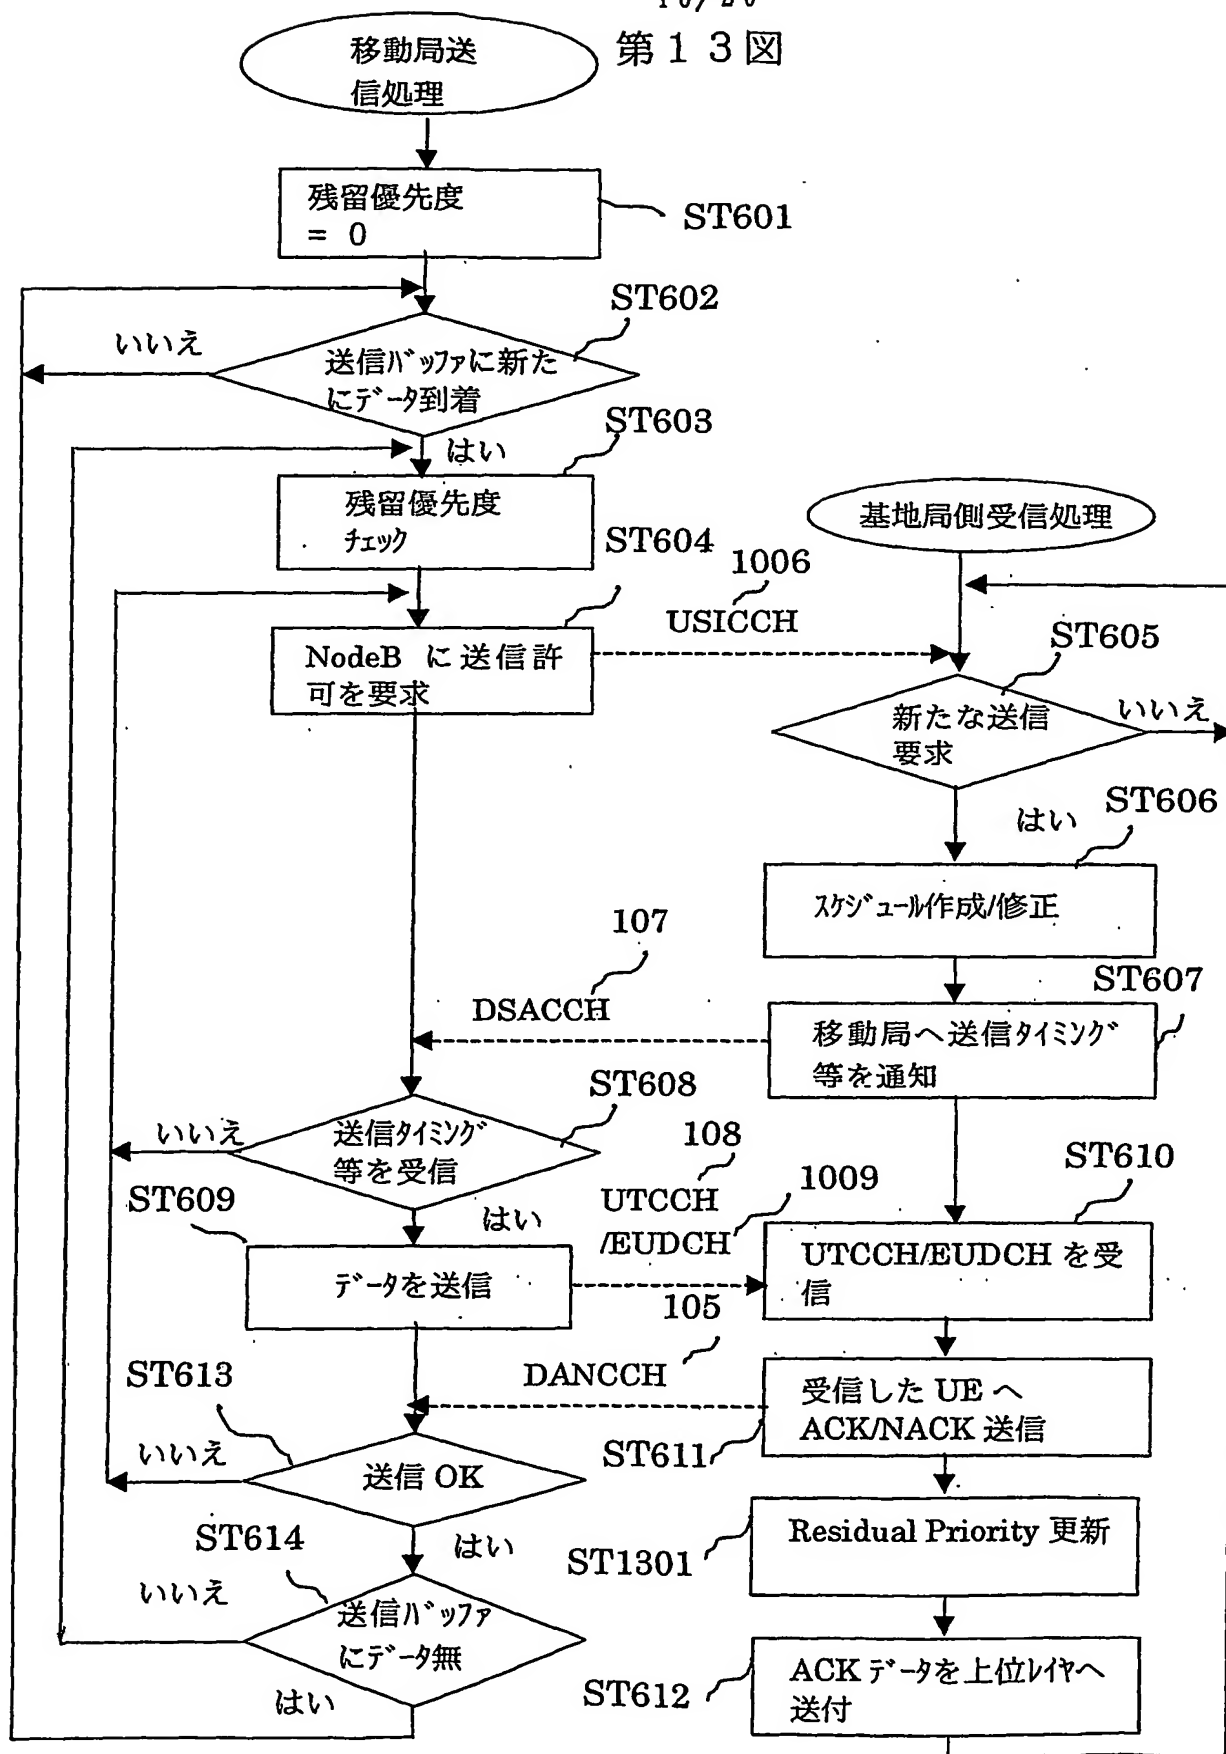 第13図
移動局送
信処理
残留優先度
= 0
ST601
ST602
いいえ
送信バッファに新た
にデータ到着
はい
ST603
残留優先度
チェック
ST604
1006
USICCH
NodeB に送信許
可を要求
基地局側受信処理
ST605
新たな送信
要求
いいえ
はい
ST606
スケジュール作成/修正
107
DSACCH
ST607
移動局へ送信タイミング
等を通知
ST608
いいえ
送信タイミング
等を受信
はい
108
UTCCH
/EUDCH
1009
ST609
データを送信
ST610
UTCCH/EUDCH を受
信
105
DANCCH
受信した UE へ
ACK/NACK 送信
ST611
ST613
いいえ
送信 OK
はい
Residual Priority 更新
ST1301
ST614
いいえ
送信バッファ
にデータ無
はい
ACK データを上位レイヤへ
送付
ST612